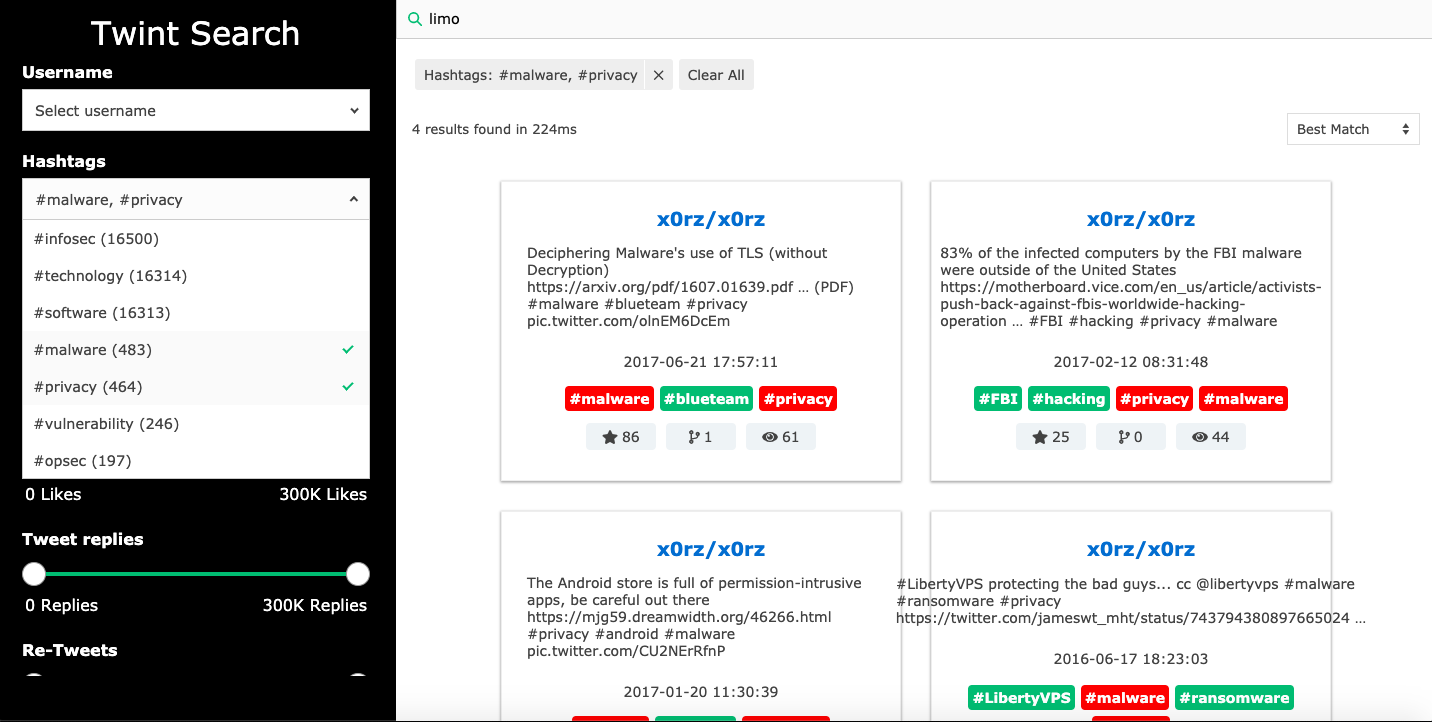 Twint Search
Username
Select username
Hashtags
#malware, #privacy
#infosec (16500)
#technology (16314)
#software (16313)
#malware (483)
#privacy (464)
#vulnerability (246)
#opsec (197)
0 Likes 300K Likes
Tweet replies
0 Replies 300K Replies
Re-Tweets
limo
Hashtags: #malware, #privacy Clear All
4 results found in 224ms
Best Match
x0rz/x0rz
Deciphering Malware's use of TLS (without
Decryption)
https://arxiv.org/pdf/1607.01639.pdf … (PDF)
#malware #blueteam #privacy
pic.twitter.com/olnEM6DcEm
2017-06-21 17:57:11
#malware #blueteam #privacy
86 1 61
x0rz/x0rz
83% of the infected computers by the FBI malware
were outside of the United States
https://motherboard.vice.com/en_us/article/activists-
push-back-against-fbis-worldwide-hacking-
operation … #FBI #hacking #privacy #malware
2017-02-12 08:31:48
#FBI #hacking #privacy #malware
25 0 44
x0rz/x0rz
The Android store is full of permission-intrusive
apps, be careful out there
https://mjg59.dreamwidth.org/46266.html
#privacy #android #malware
pic.twitter.com/CU2NErRfnP
2017-01-20 11:30:39
x0rz/x0rz
#LibertyVPS protecting the bad guys... cc @libertyvps #malware
#ransomware #privacy
https://twitter.com/jameswt_mht/status/743794380897665024 …
2016-06-17 18:23:03
#LibertyVPS #malware #ransomware